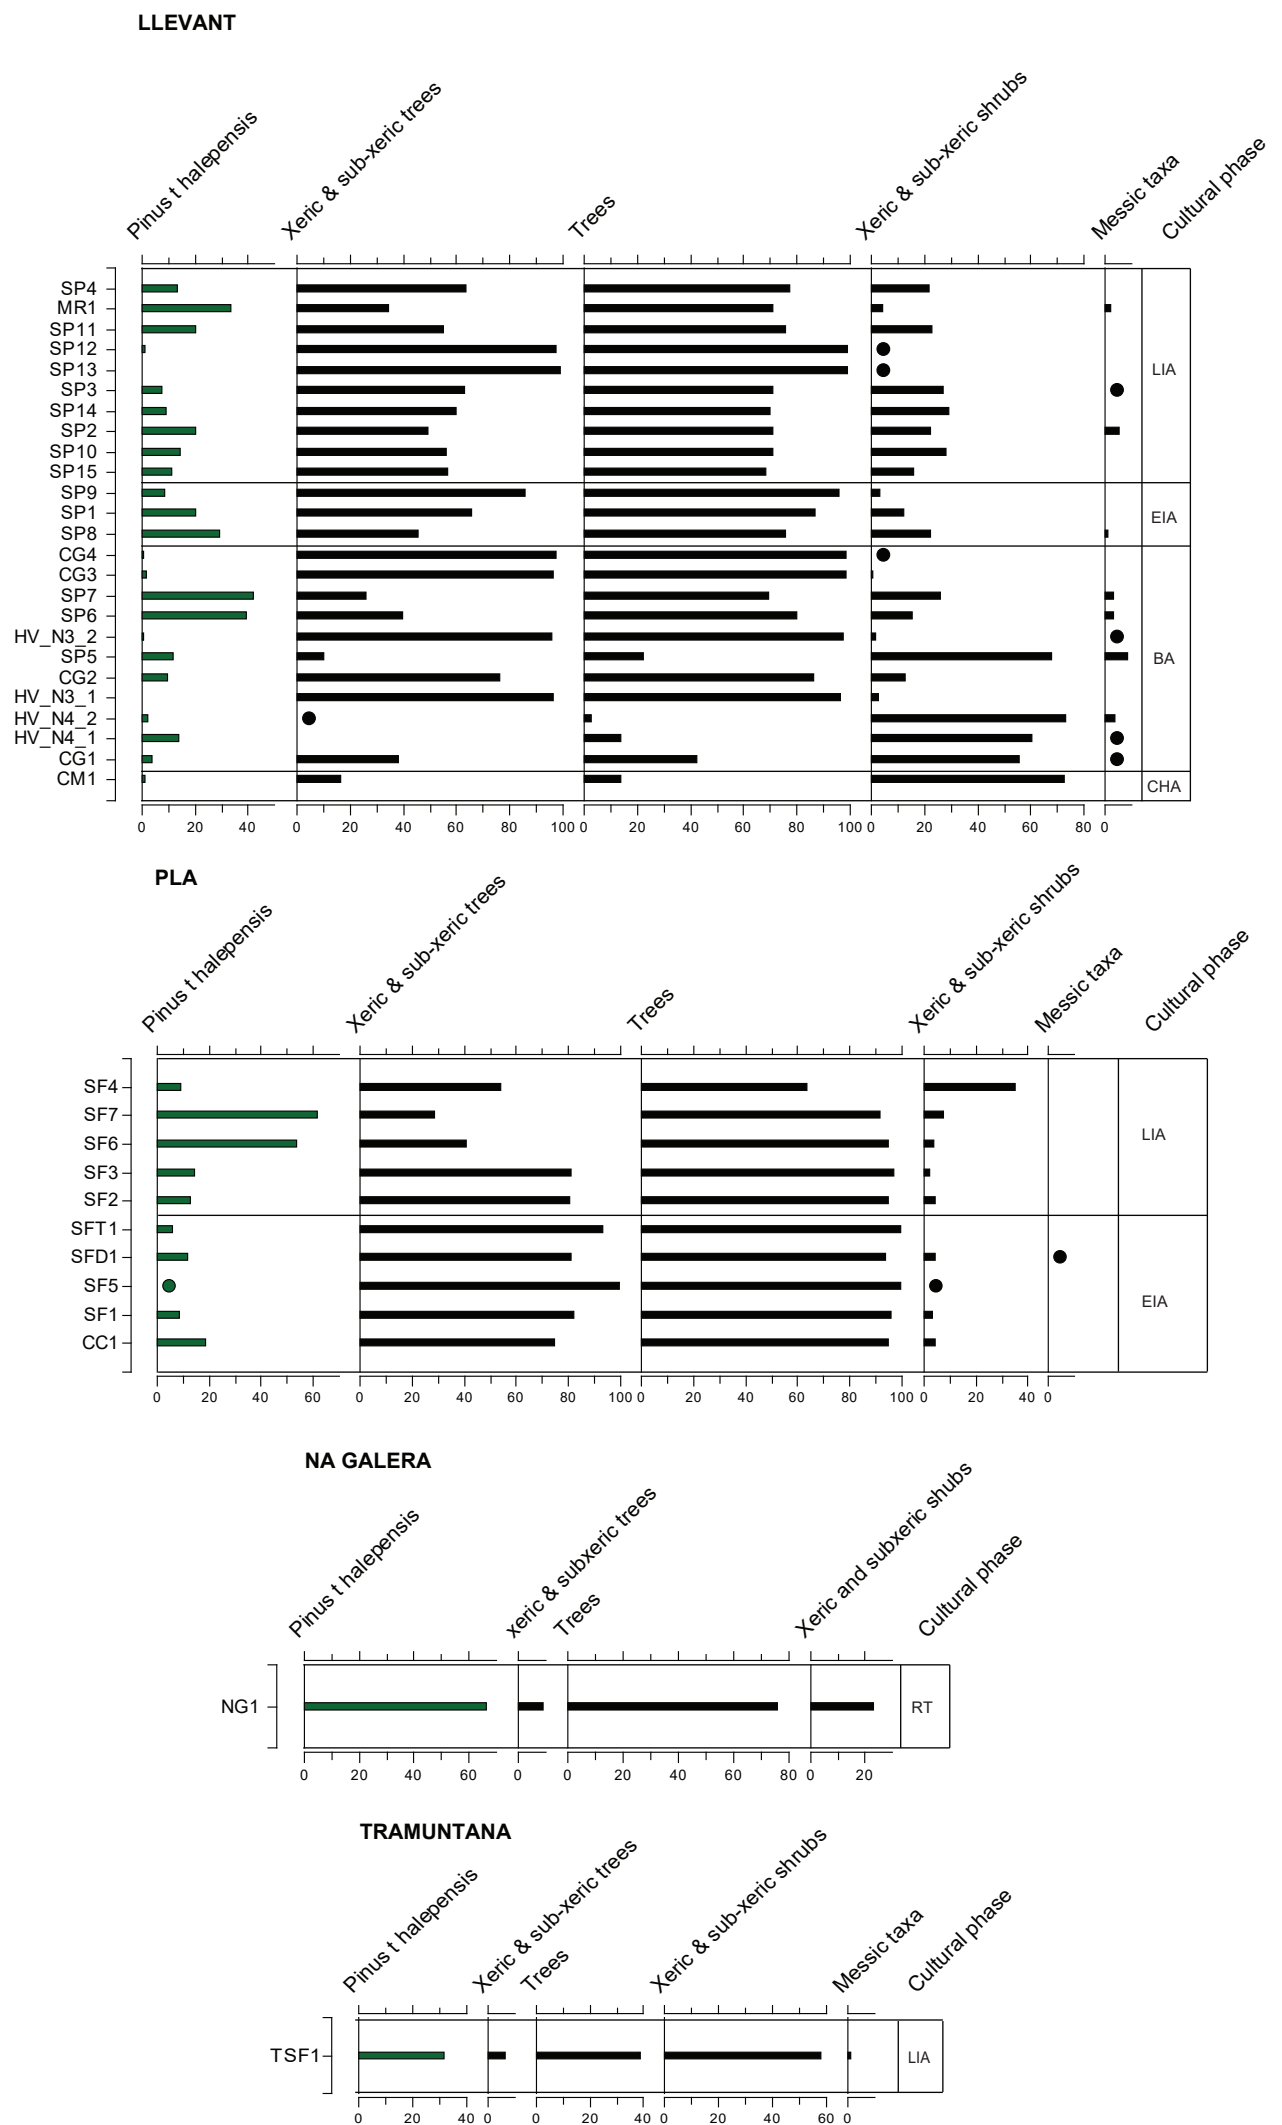 LLEVANT
Pinus t halepensis
Xeric & sub-xeric trees
Trees
Xeric & sub-xeric shrubs
Messic taxa
Cultural phase
SP4
MR1
SP11
SP12
SP13
LIA
SP3
SP14
SP2
SP10
SP15
SP9
SP1
EIA
SP8
CG4
CG3
SP7
SP6
HV_N3_2
SP5
BA
CG2
HV_N3_1
HV_N4_2
HV_N4_1
CG1
CM1
CHA
0 20 40 0 20 40 60 80 100 0 20 40 60 80 100 0 20 40 60 80 0
PLA
Pinus t halepensis
Xeric & sub-xeric trees
Trees
Xeric & sub-xeric shrubs
Messic taxa
Cultural phase
SF4
SF7
LIA
SF6
SF3
SF2
SFT1
SFD1
SF5
EIA
SF1
CC1
0 20 40 60 0 20 40 60 80 100 0 20 40 60 80 100 0 20 40 0
NA GALERA
Pinus t halepensis
xeric & subxeric trees
Trees
Xeric and subxeric shubs
Cultural phase
NG1 RT
0 20 40 60 0 0 20 40 60 80 0 20
TRAMUNTANA
Pinus t halepensis
Xeric & sub-xeric trees
Trees
Xeric & sub-xeric shrubs
Messic taxa
Cultural phase
TSF1 LIA
0 20 40 0 0 20 40 0 20 40 60 0